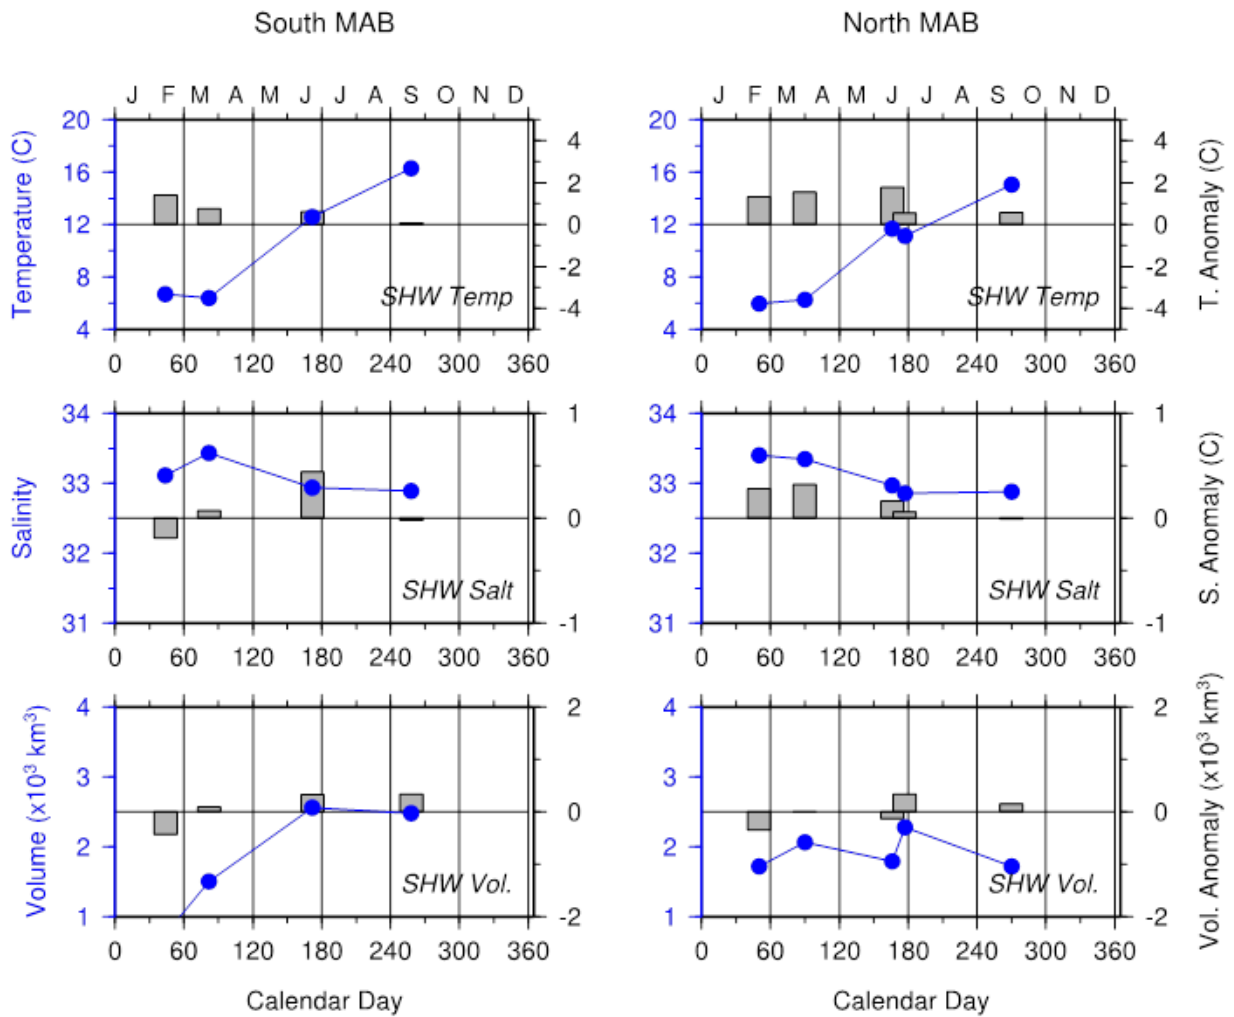 South MAB
North MAB
J F M A M J J A S O N D
J F M A M J J A S O N D
Temperature (C)
20
16
12
8
4
4
2
0
-2
-4
SHW Temp
0 60 120 180 240 300 360
20
16
12
8
4
4
2
0
-2
-4
T. Anomaly (C)
SHW Temp
0 60 120 180 240 300 360
Salinity
34
33
32
31
1
0
-1
SHW Salt
0 60 120 180 240 300 360
34
33
32
31
1
0
-1
S. Anomaly (C)
SHW Salt
0 60 120 180 240 300 360
Volume (x10³ km³)
4
3
2
1
2
0
-2
SHW Vol.
0 60 120 180 240 300 360
Calendar Day
4
3
2
1
2
0
-2
Vol. Anomaly (x10³ km³)
SHW Vol.
0 60 120 180 240 300 360
Calendar Day